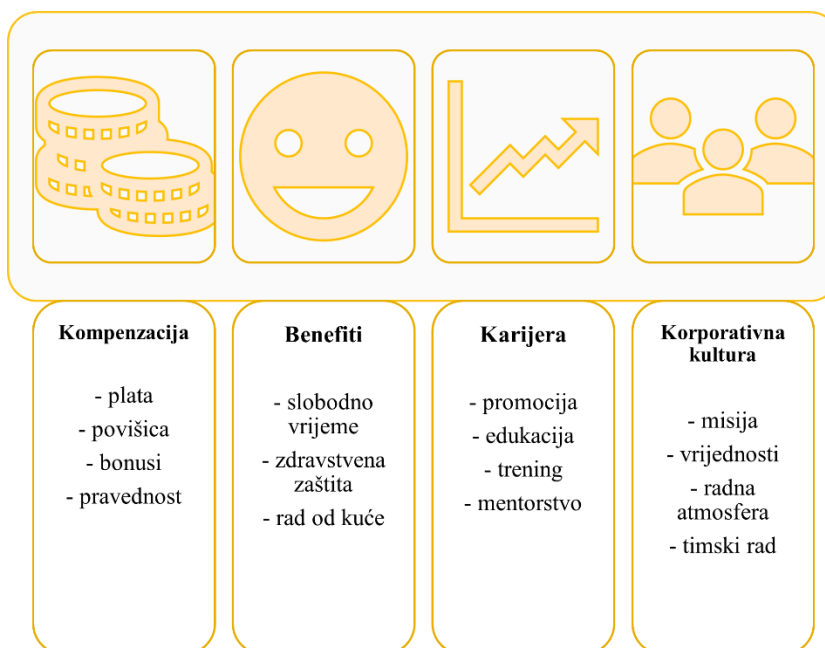 Kompenzacija
- plata
- povišica
- bonusi
- pravednost
Benefiti
- slobodno
vrijeme
- zdravstvena
zaštita
- rad od kuće
Karijera
- promocija
- edukacija
- trening
- mentorstvo
Korporativna
kultura
- misija
- vrijednosti
- radna
atmosfera
- timski rad